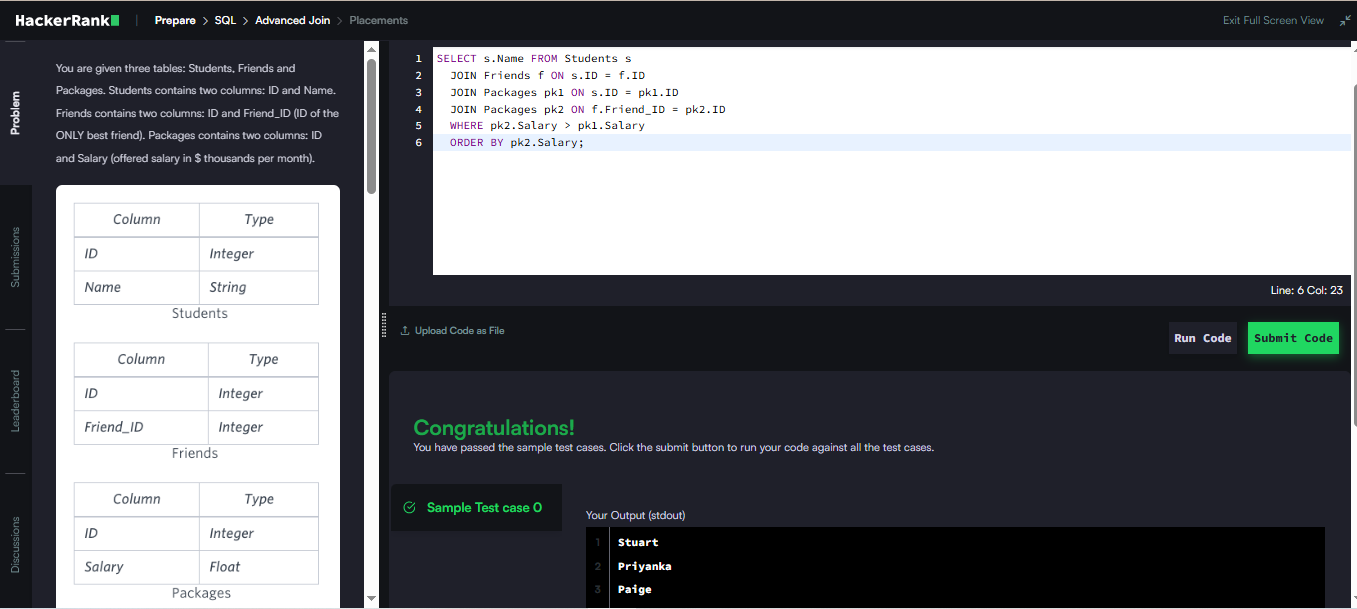 HackerRank | Prepare > SQL > Advanced Join > Placements
Exit Full Screen View
Problem
Submissions
Leaderboard
Discussions
You are given three tables: Students, Friends and
Packages. Students contains two columns: ID and Name.
Friends contains two columns: ID and Friend_ID (ID of the
ONLY best friend). Packages contains two columns: ID
and Salary (offered salary in $ thousands per month).
Column Type
ID Integer
Name String
Students
Column Type
ID Integer
Friend_ID Integer
Friends
Column Type
ID Integer
Salary Float
Packages
1 SELECT s.Name FROM Students s
2 JOIN Friends f ON s.ID = f.ID
3 JOIN Packages pk1 ON s.ID = pk1.ID
4 JOIN Packages pk2 ON f.Friend_ID = pk2.ID
5 WHERE pk2.Salary > pk1.Salary
6 ORDER BY pk2.Salary;
Line: 6 Col: 23
Upload Code as File
Run Code
Submit Code
Congratulations!
You have passed the sample test cases. Click the submit button to run your code against all the test cases.
Sample Test case 0
Your Output (stdout)
1 Stuart
2 Priyanka
3 Paige